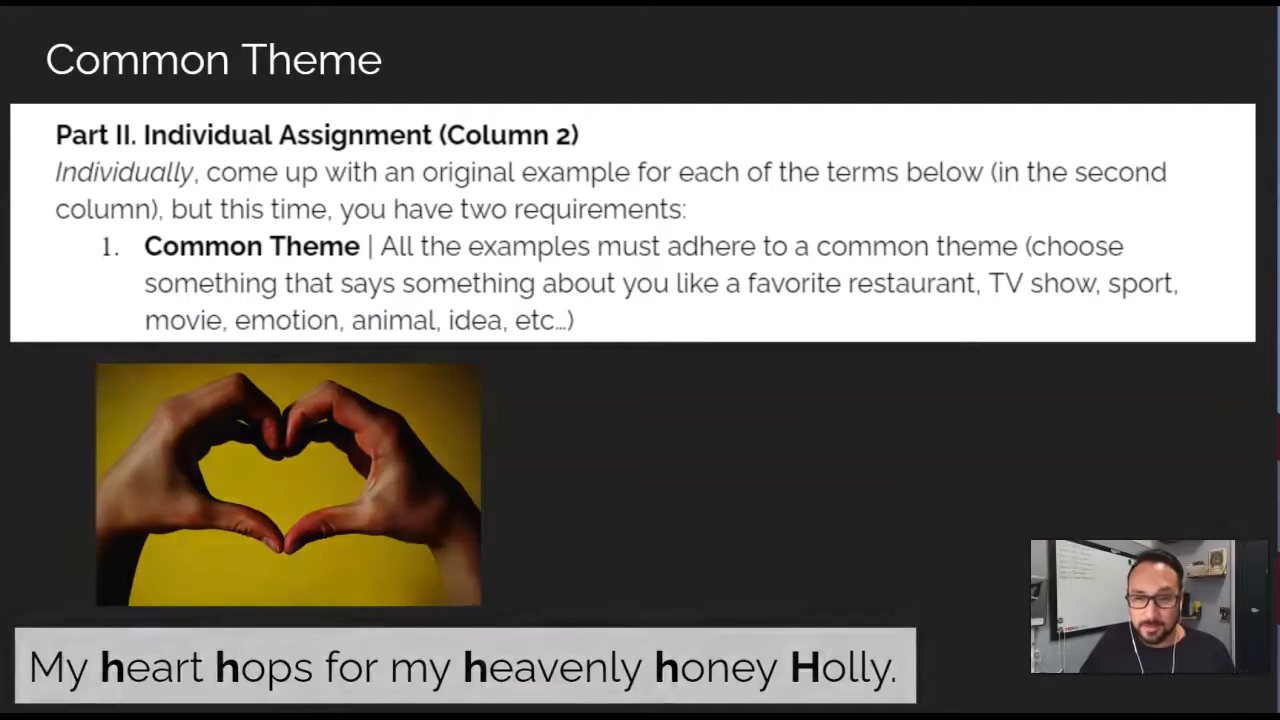 Common Theme
Part II. Individual Assignment (Column 2)
Individually, come up with an original example for each of the terms below (in the second
column), but this time, you have two requirements:
1. Common Theme | All the examples must adhere to a common theme (choose
something that says something about you like a favorite restaurant, TV show, sport,
movie, emotion, animal, idea, etc...)
My heart hops for my heavenly honey Holly.